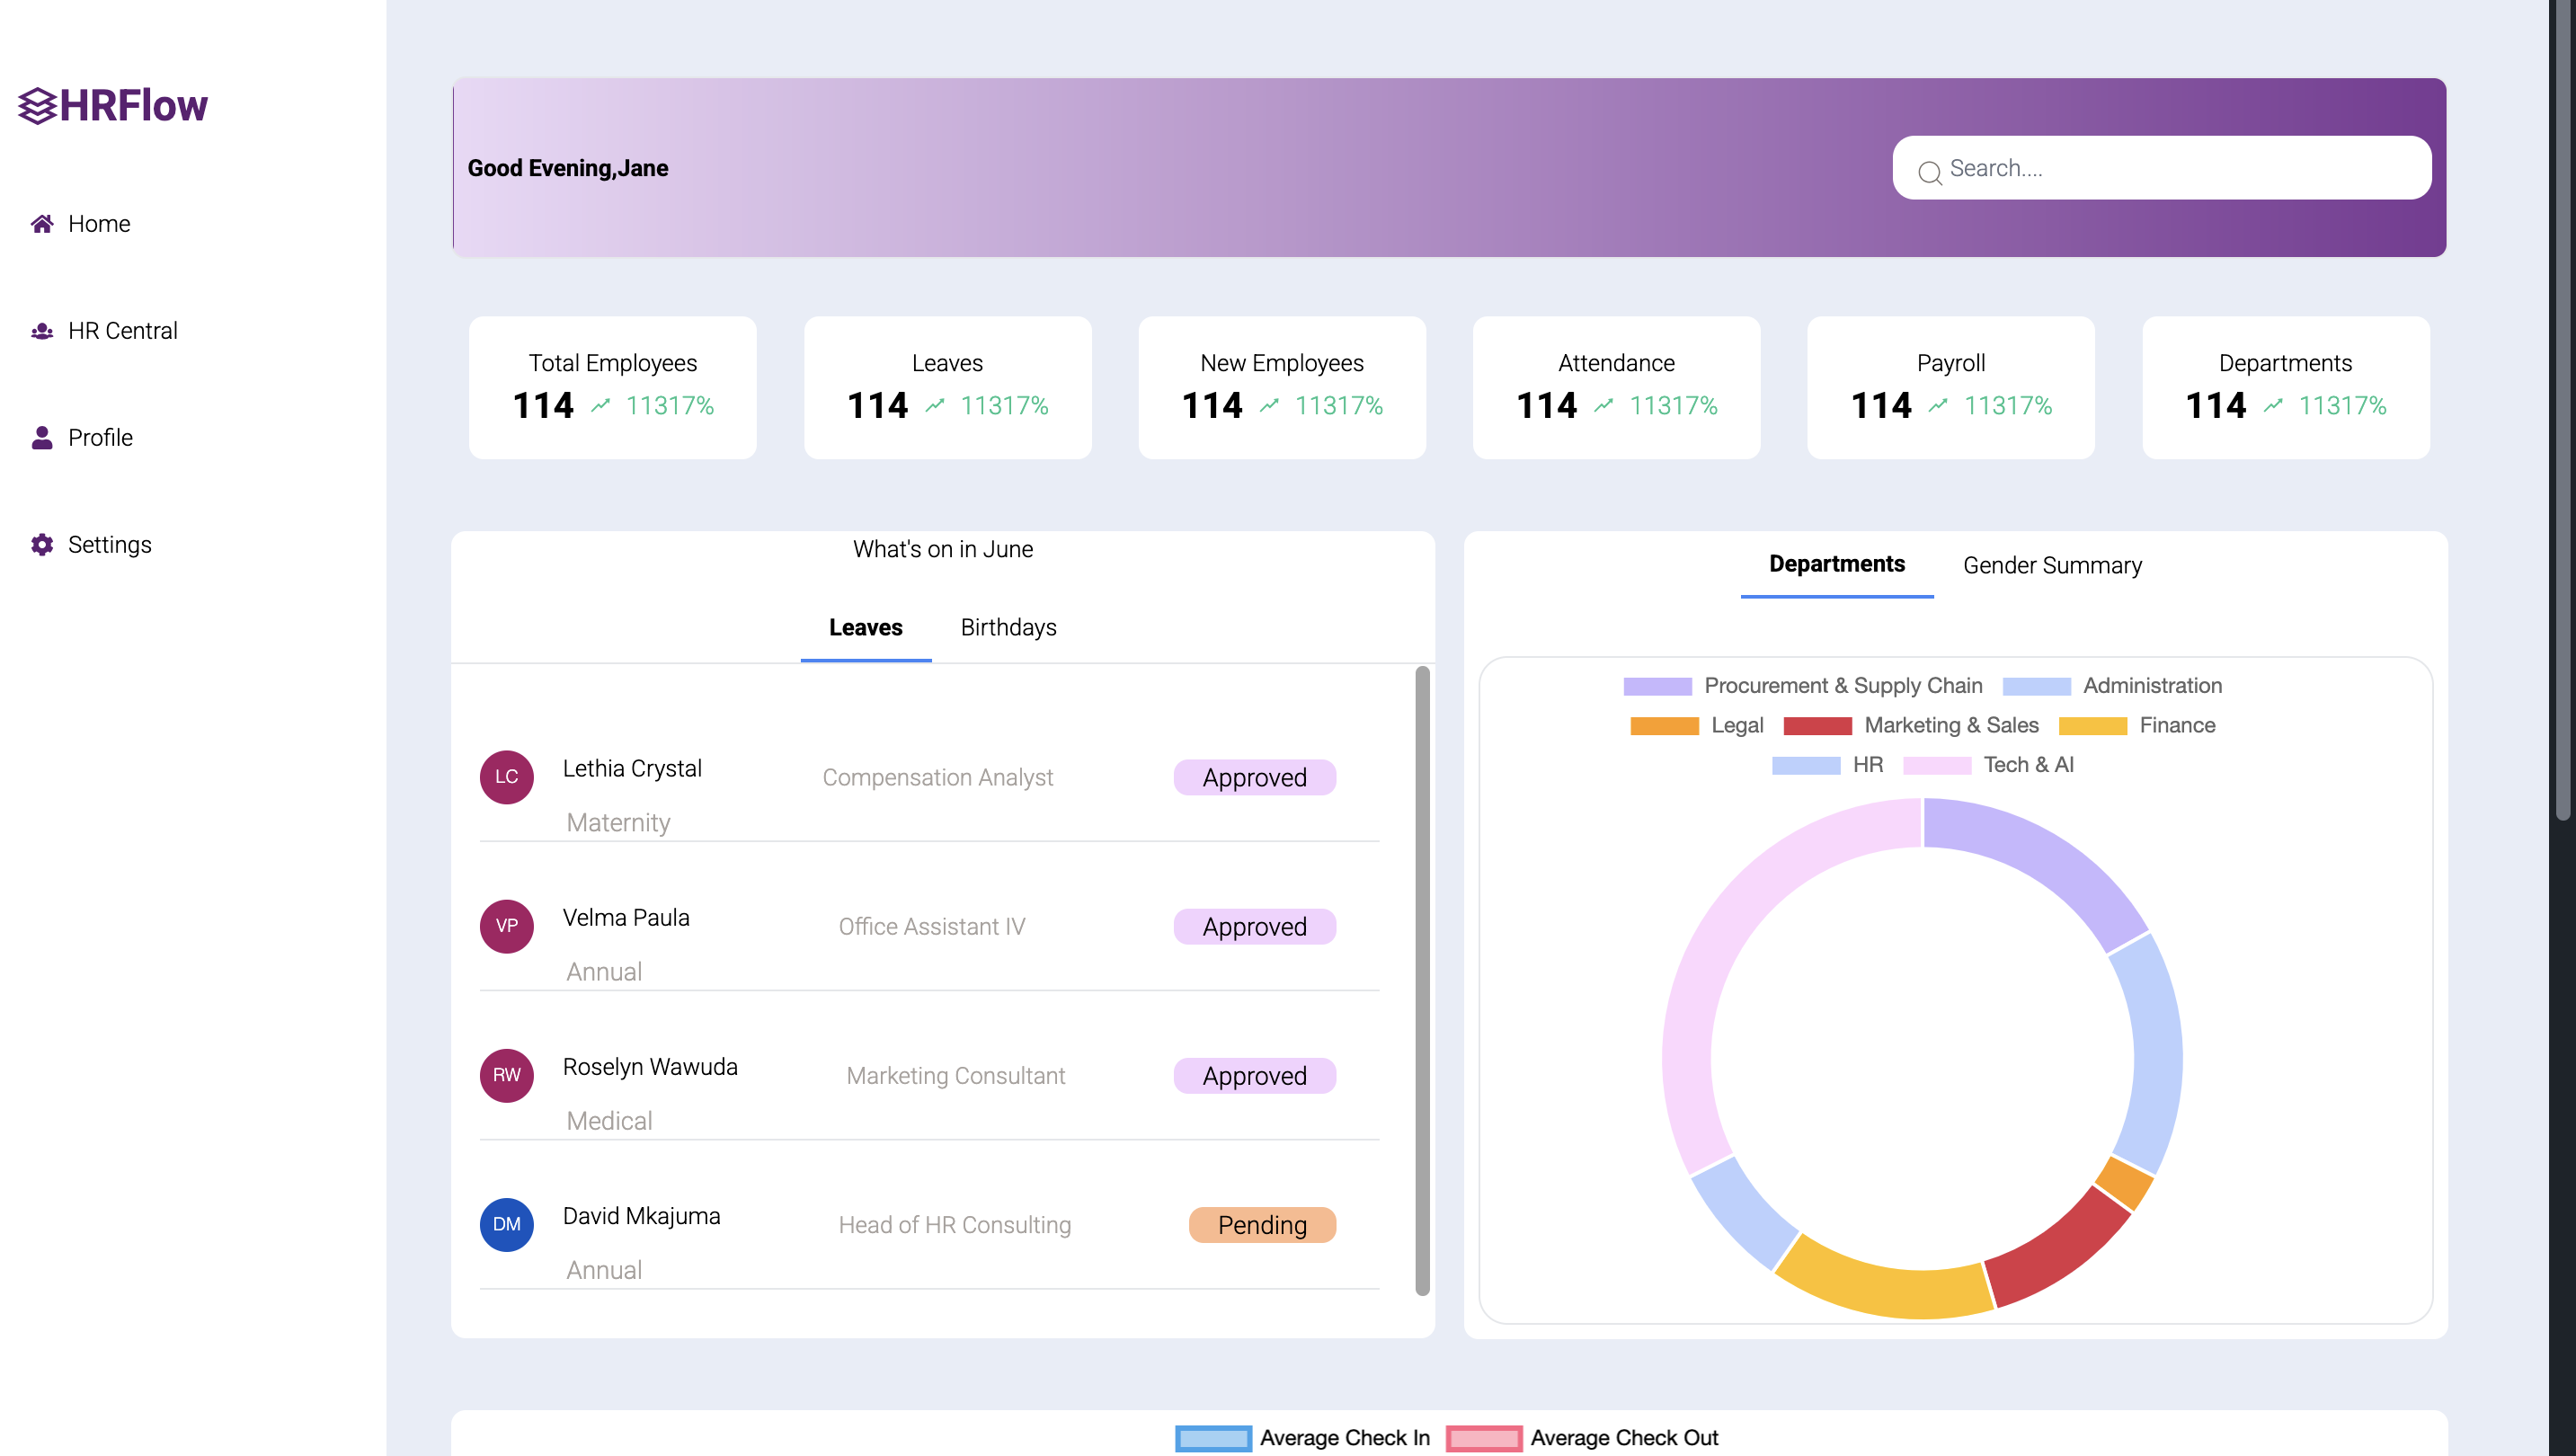 HRFlow
Home
HR Central
Profile
Settings
Good Evening,Jane
Search....
Total Employees
114 11317%
Leaves
114 11317%
New Employees
114 11317%
Attendance
114 11317%
Payroll
114 11317%
Departments
114 11317%
What's on in June
Leaves Birthdays
LC Lethia Crystal Compensation Analyst Approved
Maternity
VP Velma Paula Office Assistant IV Approved
Annual
RW Roselyn Wawuda Marketing Consultant Approved
Medical
DM David Mkajuma Head of HR Consulting Pending
Annual
Departments Gender Summary
Procurement & Supply Chain Administration
Legal Marketing & Sales Finance
HR Tech & AI
Average Check In Average Check Out